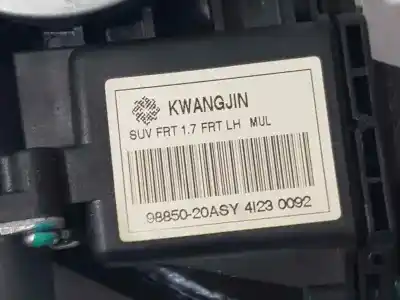 KWANGJIN
SUV FRT 1.7 FRT LH MUL
98850-20ASY 4I23 0092